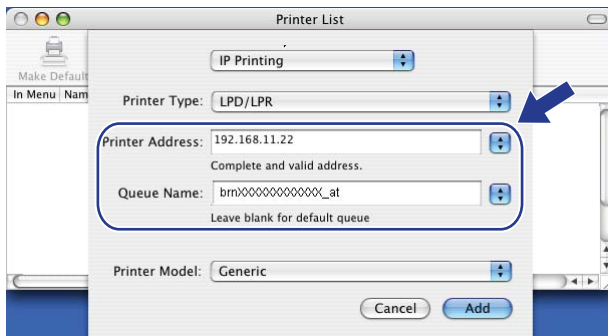 Printer List
IP Printing
Make Default
In Menu Nam
Printer Type: LPD/LPR
Printer Address: 192.168.11.22
Complete and valid address.
Queue Name: brnXXXXXXXXXXXX_at
Leave blank for default queue
Printer Model: Generic
Cancel Add